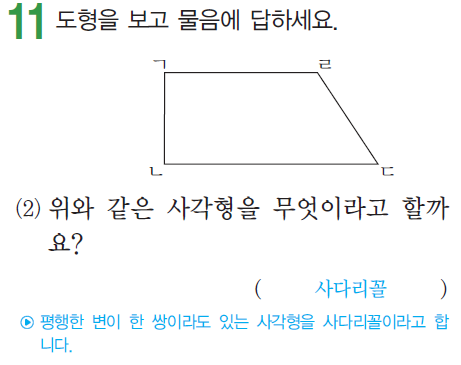 11 도형을 보고 물음에 답하세요.
ㄱ ㄹ
ㄴ ㄷ
(2) 위와 같은 사각형을 무엇이라고 할까
요?
( 사다리꼴 )
평행한 변이 한 쌍이라도 있는 사각형을 사다리꼴이라고 합
니다.